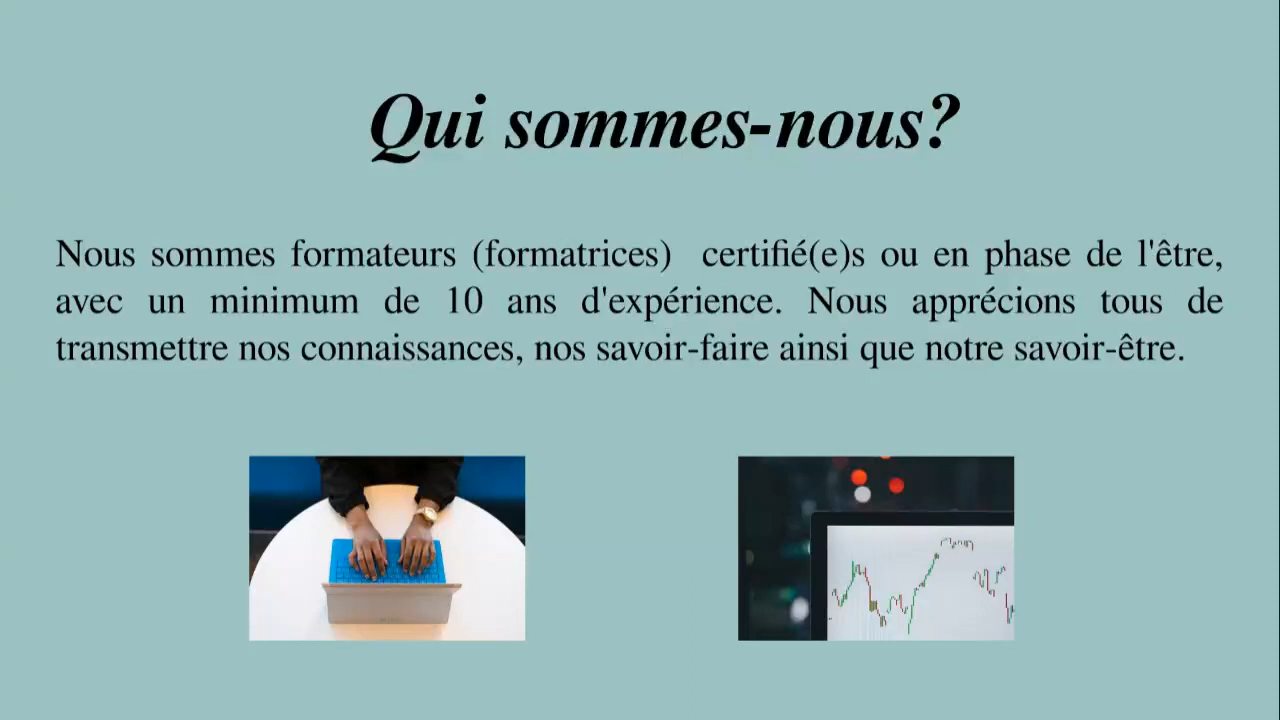 Qui sommes-nous?
Nous sommes formateurs (formatrices) certifié(e)s ou en phase de l'être,
avec un minimum de 10 ans d'expérience. Nous apprécions tous de
transmettre nos connaissances, nos savoir-faire ainsi que notre savoir-être.